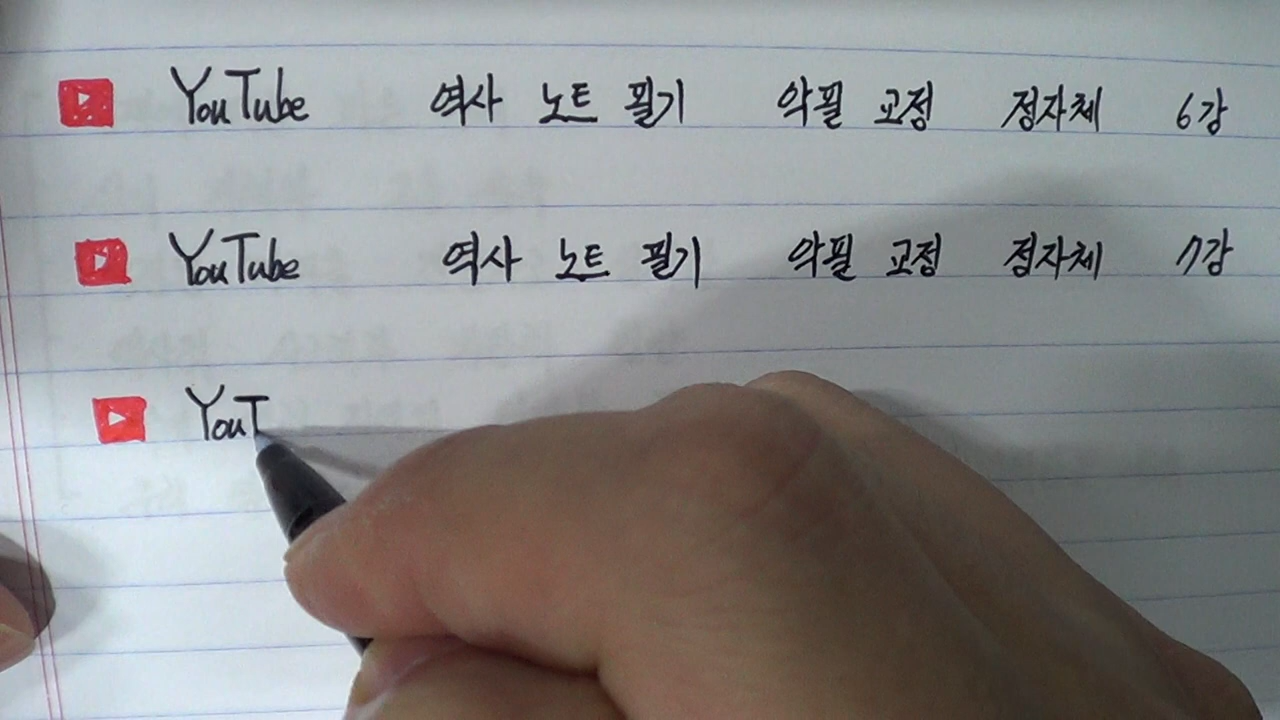 YouTube 역사 노트 필기 악필 교정 정자체 6강
YouTube 역사 노트 필기 악필 교정 정자체 7강
YouT